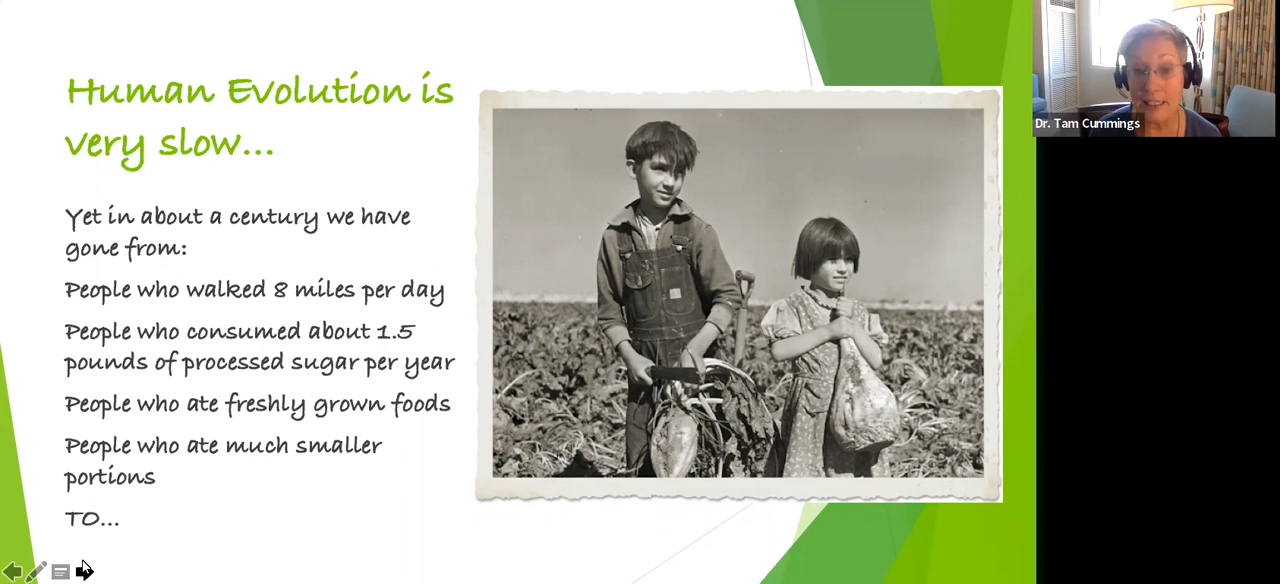 Human Evolution is
very slow...
Yet in about a century we have
gone from:
People who walked 8 miles per day
People who consumed about 1.5
pounds of processed sugar per year
People who ate freshly grown foods
People who ate much smaller
portions
TO...
Dr. Tam Cummings